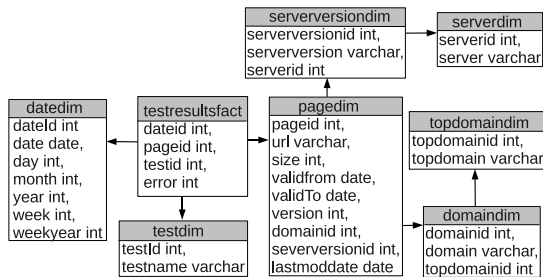 serverversiondim
serverversionid int,
serverversion varchar,
serverid int
serverdim
serverid int,
server varchar
datedim
dateId int
date date,
day int,
month int,
year int,
week int,
weekyear int
testresultsfact
dateid int,
pageid int,
testid int,
error int
pagedim
pageid int,
url varchar,
size int,
validfrom date,
validTo date,
version int,
domainid int,
severversionid int,
lastmoddate date
topdomaindim
topdomainid int,
topdomain varchar
testdim
testId int,
testname varchar
domaindim
domainid int,
domain varchar,
topdomainid int